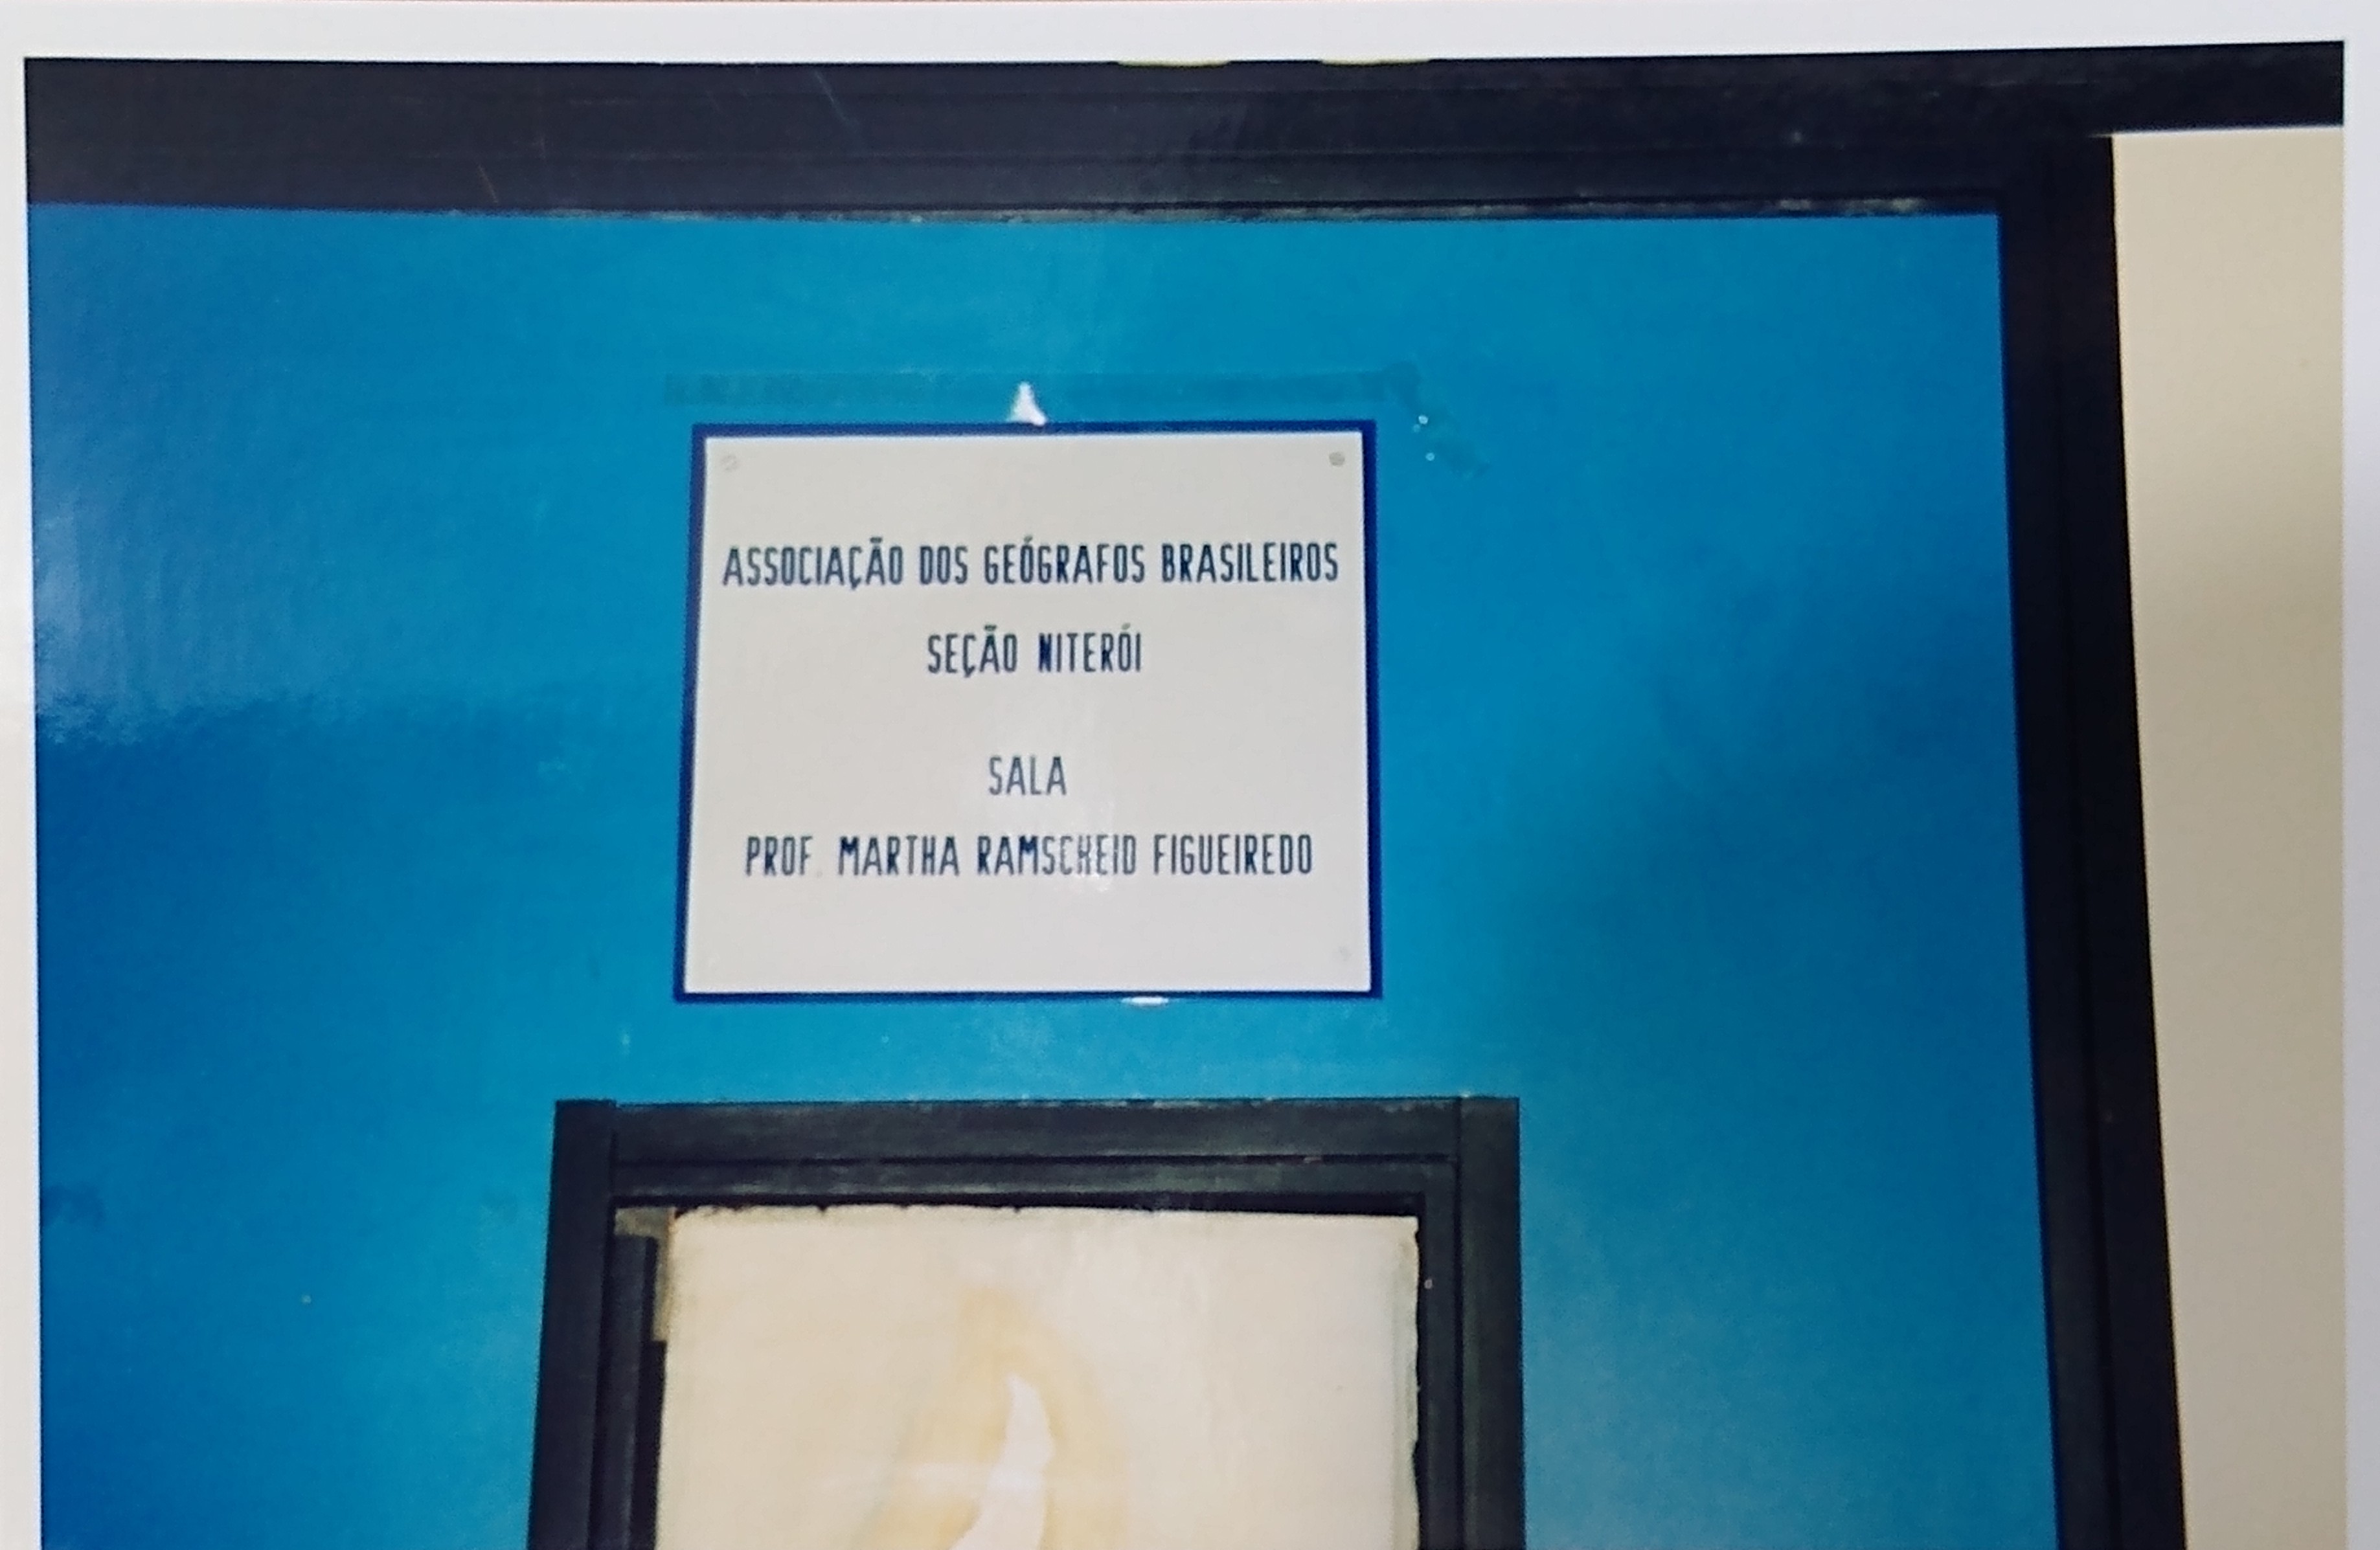 ASSOCIAÇÃO DOS GEÓGRAFOS BRASILEIROS
SEÇÃO NITERÓI
SALA
PROF. MARTHA RAMSCHEID FIGUEIREDO